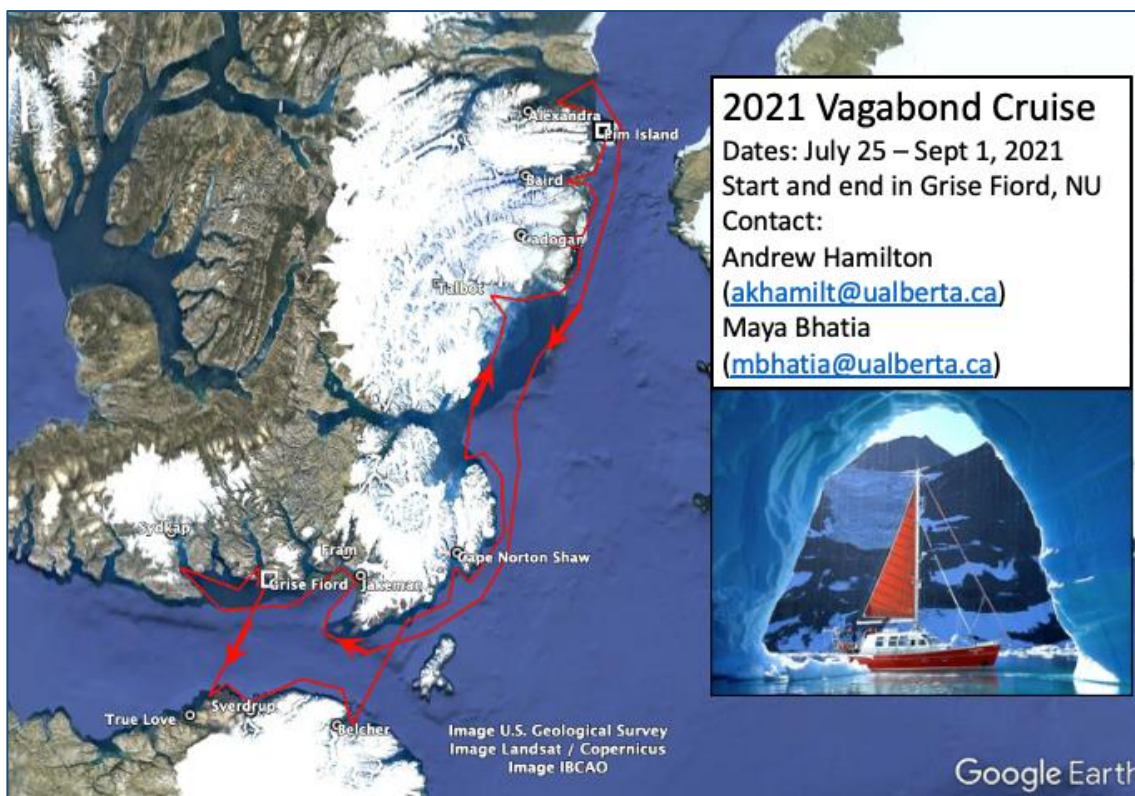 2021 Vagabond Cruise
Dates: July 25 – Sept 1, 2021
Start and end in Grise Fiord, NU
Contact:
Andrew Hamilton
(akhamilt@ualberta.ca)
Maya Bhatia
(mbhatia@ualberta.ca)
Alexandra
Pim Island
Baird
Cadogan
Talbot
Sydkap
Fram
Cape Norton Shaw
Grise Fiord
Jakeman
Sverdrup
True Love
Belcher
Image U.S. Geological Survey
Image Landsat / Copernicus
Image IBCAO
Google Earth